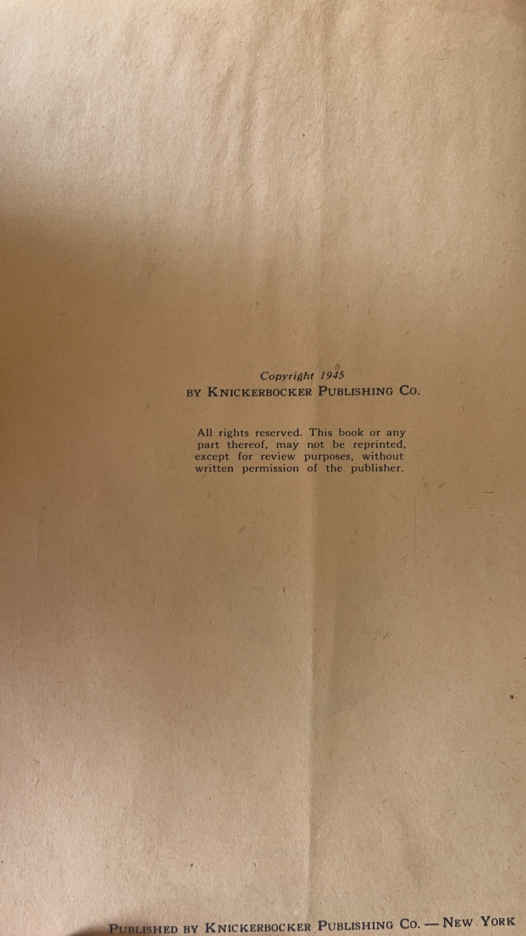 Copyright 1945
BY KNICKERBOCKER PUBLISHING CO.
All rights reserved. This book or any
part thereof, may not be reprinted,
except for review purposes, without
written permission of the publisher.
PUBLISHED BY KNICKERBOCKER PUBLISHING CO. — NEW YORK